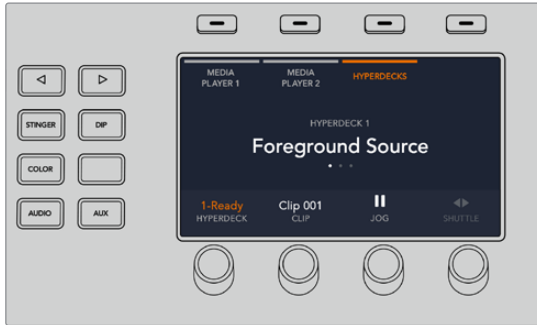 MEDIA
PLAYER 1
MEDIA
PLAYER 2
HYPERDECKS
HYPERDECK 1
Foreground Source
1-Ready
HYPERDECK
Clip 001
CLIP
JOG
SHUTTLE
STINGER
DIP
COLOR
AUDIO
AUX